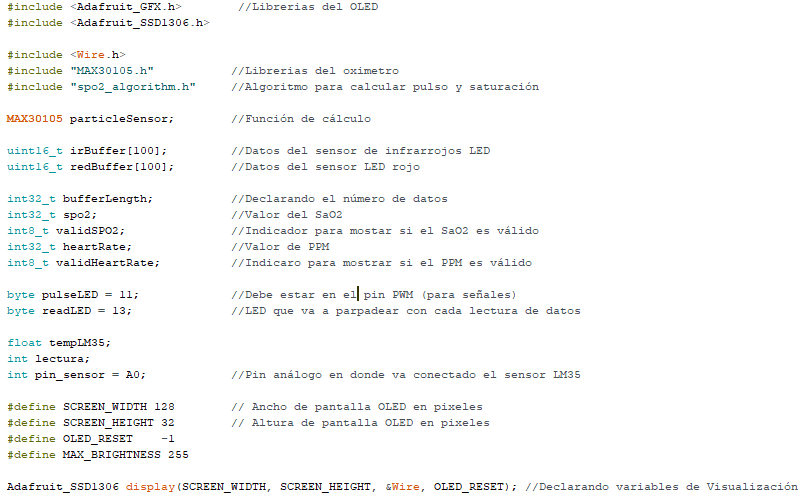 #include <Adafruit_GFX.h>        //Librerias del OLED
#include <Adafruit_SSD1306.h>
#include <Wire.h>
#include "MAX30105.h"           //Librerias del oximetro
#include "spo2_algorithm.h"     //Algoritmo para calcular pulso y saturación
MAX30105 particleSensor;        //Función de cálculo
uint16_t irBuffer[100];         //Datos del sensor de infrarrojos LED
uint16_t redBuffer[100];        //Datos del sensor LED rojo
int32_t bufferLength;           //Declarando el número de datos
int32_t spo2;                   //Valor del SaO2
int8_t validSPO2;               //Indicador para mostar si el SaO2 es válido
int32_t heartRate;              //Valor de PPM
int8_t validHeartRate;          //Indicaro para mostrar si el PPM es válido
byte pulseLED = 11;             //Debe estar en el pin PWM (para señales)
byte readLED = 13;              //LED que va a parpadear con cada lectura de datos
float tempLM35;
int lectura;
int pin_sensor = A0;            //Pin análogo en donde va conectado el sensor LM35
#define SCREEN_WIDTH 128        // Ancho de pantalla OLED en pixeles
#define SCREEN_HEIGHT 32        // Altura de pantalla OLED en pixeles
#define OLED_RESET    -1
#define MAX_BRIGHTNESS 255
Adafruit_SSD1306 display(SCREEN_WIDTH, SCREEN_HEIGHT, &Wire, OLED_RESET); //Declarando variables de Visualización